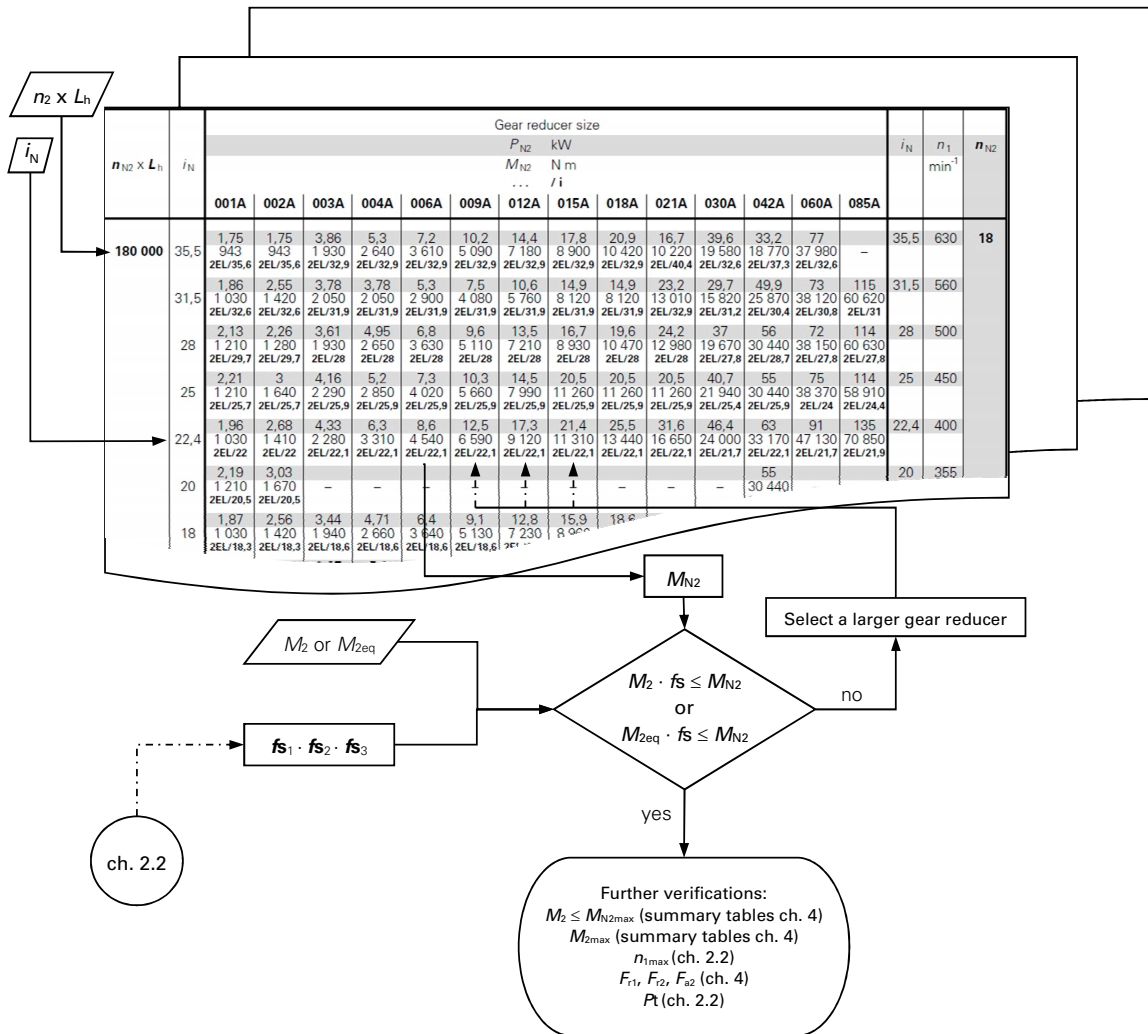 n2 x Lh
iN
Gear reducer size
PN2 kW
MN2 N m
... / i
nN2 x Lh iN iN n1 nN2
min-1
001A 002A 003A 004A 006A 009A 012A 015A 018A 021A 030A 042A 060A 085A
1,75 1,75 3,86 5,3 7,2 10,2 14,4 17,8 20,9 16,7 39,6 33,2 77 35,5 630 18
180 000 35,5 943 943 1 930 2 640 3 610 5 090 7 180 8 900 10 420 10 220 19 580 18 770 37 980 –
2EL/35,6 2EL/35,6 2EL/32,9 2EL/32,9 2EL/32,9 2EL/32,9 2EL/32,9 2EL/32,9 2EL/32,9 2EL/40,4 2EL/32,6 2EL/37,3 2EL/32,6
1,86 2,55 3,78 3,78 5,3 7,5 10,6 14,9 14,9 23,2 29,7 49,9 73 115 31,5 560
31,5 1 030 1 420 2 050 2 050 2 900 4 080 5 760 8 120 8 120 13 010 15 820 25 870 38 120 60 620
2EL/32,6 2EL/32,6 2EL/31,9 2EL/31,9 2EL/31,9 2EL/31,9 2EL/31,9 2EL/31,9 2EL/31,9 2EL/32,9 2EL/31,2 2EL/30,4 2EL/30,8 2EL/31
2,13 2,26 3,61 4,95 6,8 9,6 13,5 16,7 19,6 24,2 37 56 72 114 28 500
28 1 210 1 280 1 930 2 650 3 630 5 110 7 210 8 930 10 470 12 980 19 670 30 440 38 150 60 630
2EL/29,7 2EL/29,7 2EL/28 2EL/28 2EL/28 2EL/28 2EL/28 2EL/28 2EL/28 2EL/28 2EL/27,8 2EL/28,7 2EL/27,8 2EL/27,8
2,21 3 4,16 5,2 7,3 10,3 14,5 20,5 20,5 20,5 40,7 55 75 114 25 450
25 1 210 1 640 2 290 2 850 4 020 5 660 7 990 11 260 11 260 11 260 21 940 30 440 38 370 58 910
2EL/25,7 2EL/25,7 2EL/25,9 2EL/25,9 2EL/25,9 2EL/25,9 2EL/25,9 2EL/25,9 2EL/25,9 2EL/25,9 2EL/25,4 2EL/25,9 2EL/24 2EL/24,4
1,96 2,68 4,33 6,3 8,6 12,5 17,3 21,4 25,5 31,6 46,4 63 91 135 22,4 400
22,4 1 030 1 410 2 280 3 310 4 540 6 590 9 120 11 310 13 440 16 650 24 000 33 170 47 130 70 850
2EL/22 2EL/22 2EL/22,1 2EL/22,1 2EL/22,1 2EL/22,1 2EL/22,1 2EL/22,1 2EL/22,1 2EL/22,1 2EL/21,7 2EL/22,1 2EL/21,7 2EL/21,9
2,19 3,03 55 20 355
20 1 210 1 670 – – – – – – – – – 30 440
2EL/20,5 2EL/20,5
1,87 2,56 3,44 4,71 6,4 9,1 12,8 15,9 18,6
18 1 030 1 420 1 940 2 660 3 640 5 130 7 230
2EL/18,3 2EL/18,3 2EL/18,6 2EL/18,6 2EL/18,6 2EL/18,6
MN2
Select a larger gear reducer
M2 or M2eq
M2 · fs ≤ MN2
or
M2eq · fs ≤ MN2
no
fs1 · fs2 · fs3
yes
ch. 2.2
Further verifications:
M2 ≤ MN2max (summary tables ch. 4)
M2max (summary tables ch. 4)
n1max (ch. 2.2)
Fr1, Fr2, Fa2 (ch. 4)
Pt (ch. 2.2)